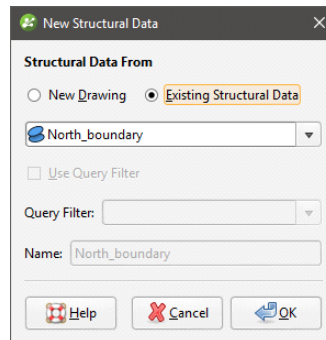 New Structural Data
Structural Data From
New Drawing Existing Structural Data
North_boundary
Use Query Filter
Query Filter:
Name: North_boundary
Help Cancel OK